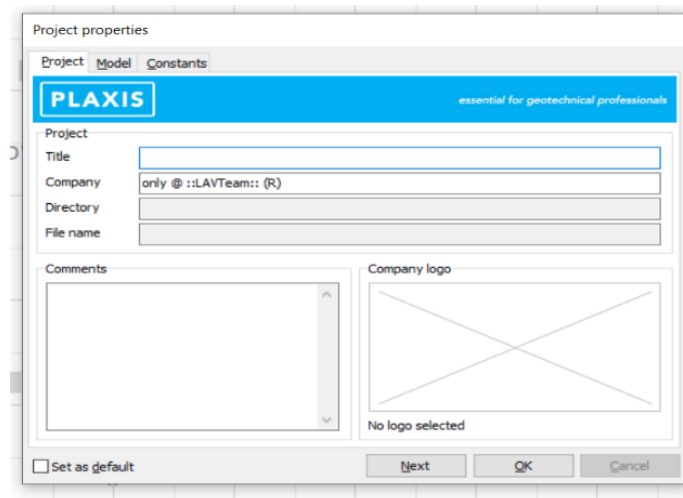 Project properties
Project Model Constants
PLAXIS essential for geotechnical professionals
Project
Title
Company only @ ::LAVTeam:: (R)
Directory
File name
Comments Company logo
No logo selected
Set as default Next OK Cancel